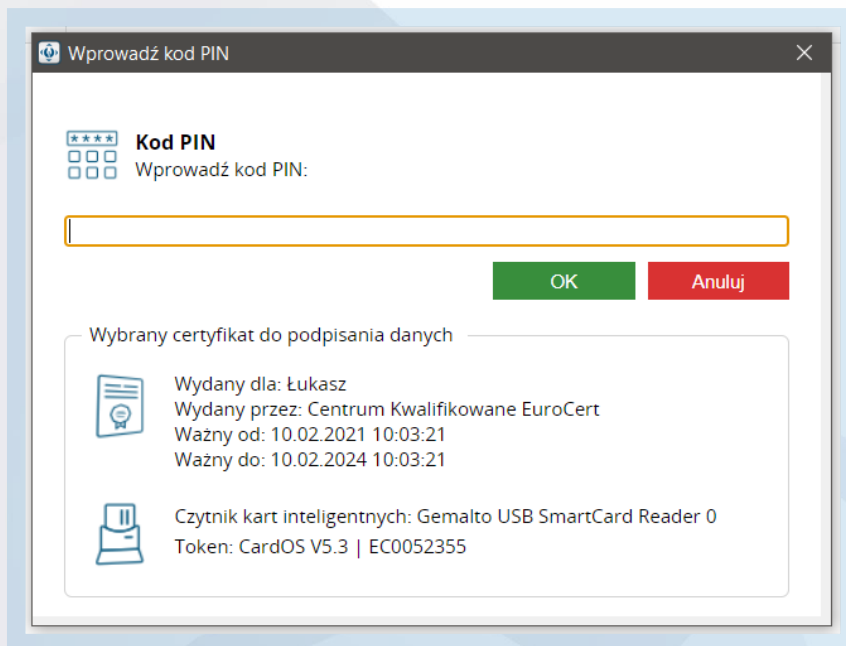 Wprowadź kod PIN
****
Kod PIN
Wprowadź kod PIN:
OK
Anuluj
Wybrany certyfikat do podpisania danych
Wydany dla: Łukasz
Wydany przez: Centrum Kwalifikowane EuroCert
Ważny od: 10.02.2021 10:03:21
Ważny do: 10.02.2024 10:03:21
Czytnik kart inteligentnych: Gemalto USB SmartCard Reader 0
Token: CardOS V5.3 | EC0052355